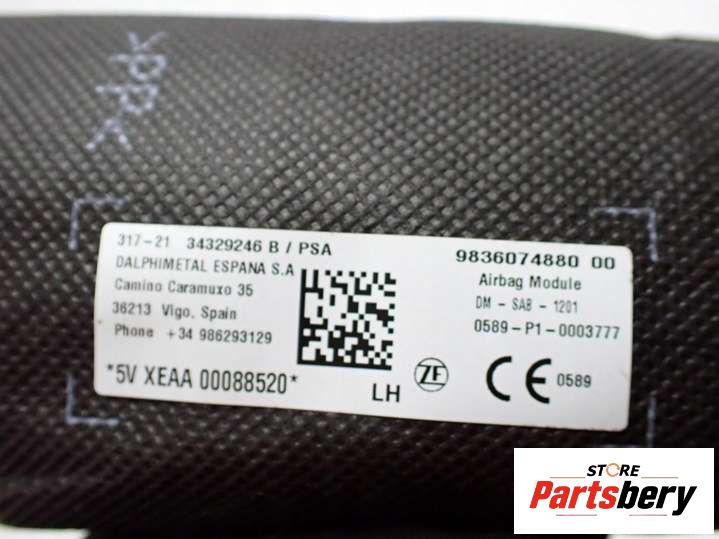 >PP<
317-21 34329246 B / PSA
DALPHIMETAL ESPANA S.A
Camino Caramuxo 35
36213 Vigo, Spain
Phone +34 986293129
*5V XEAA 00088520*
LH
ZF
9836074880 00
Airbag Module
DM - SAB - 1201
0589-P1-0003777
CE 0589
STORE
Partsbery